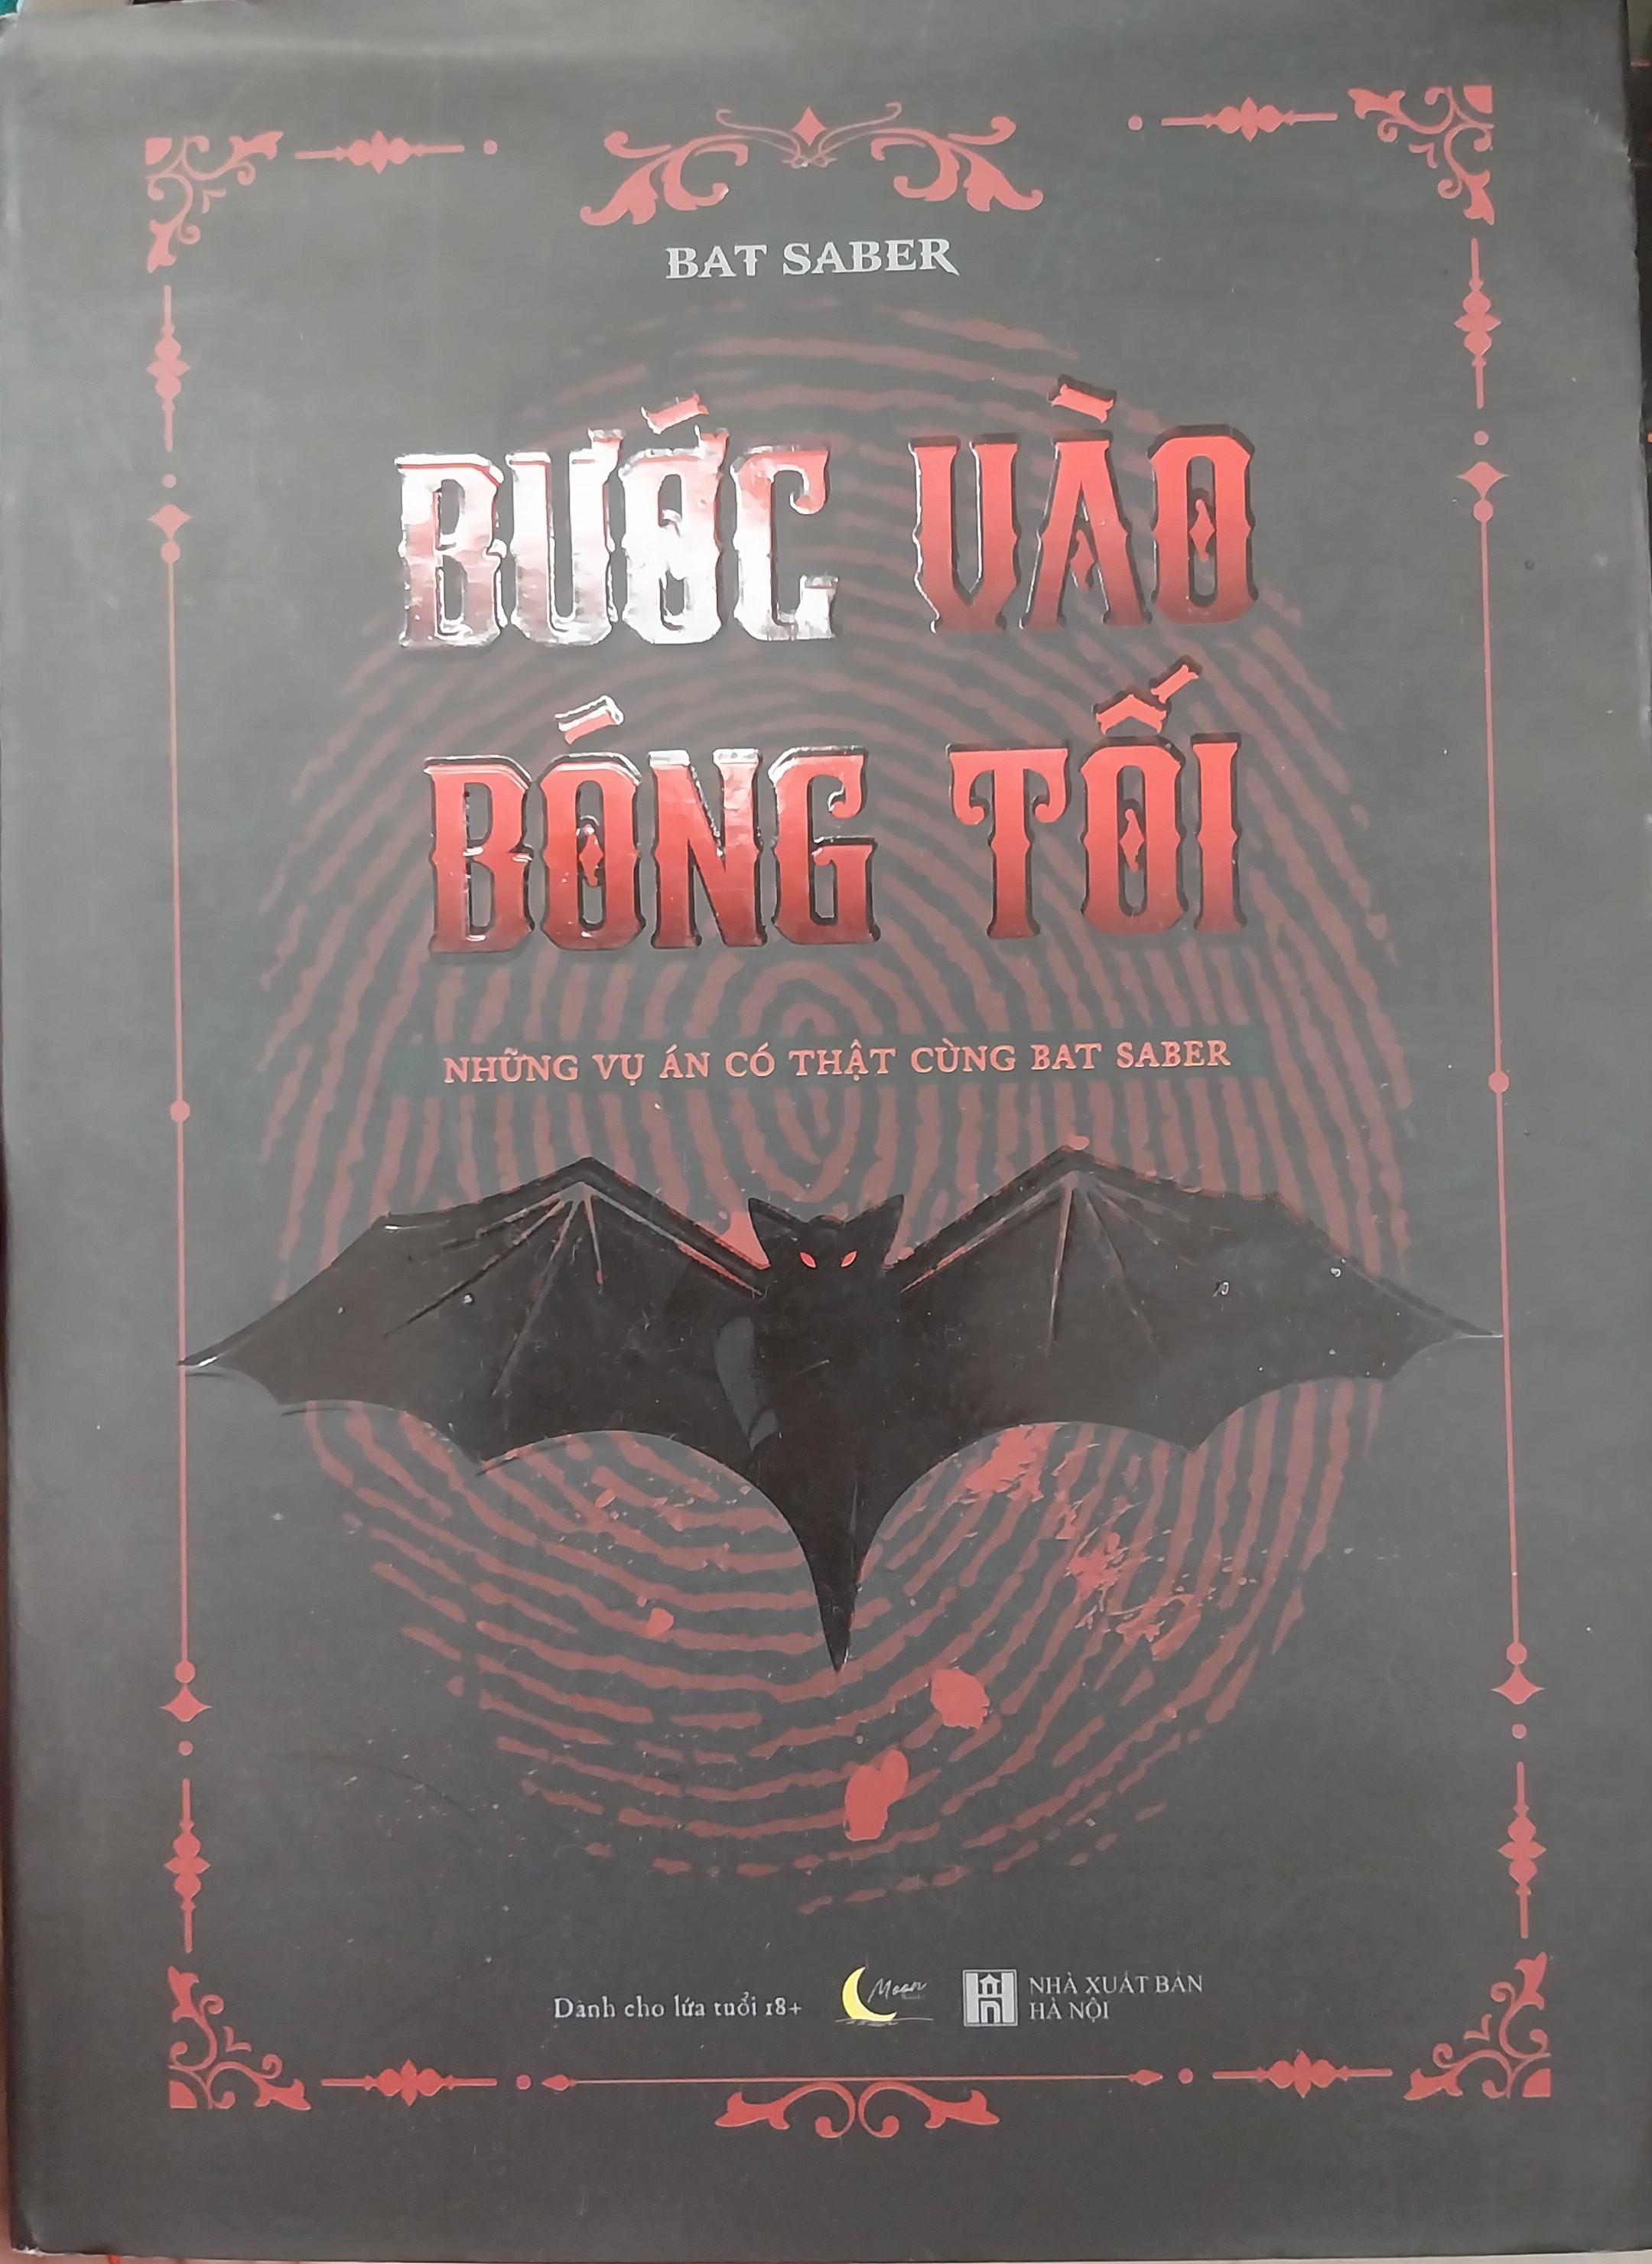 BAT SABER
BƯỚC VÀO
BÓNG TỐI
NHỮNG VỤ ÁN CÓ THẬT CÙNG BAT SABER
Dành cho lứa tuổi 18+
Moon
NHÀ XUẤT BẢN
HÀ NỘI